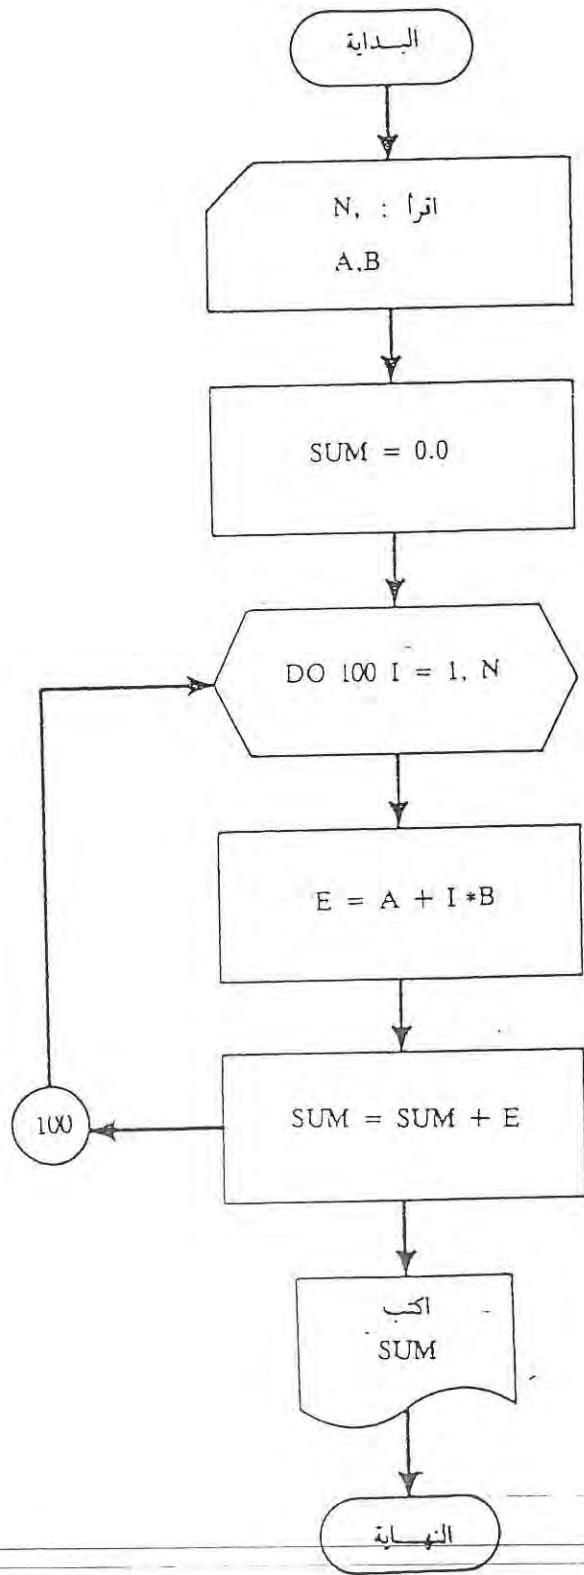 البداية
اقرأ : N,
A,B
SUM = 0.0
DO 100 I = 1, N
E = A + I*B
SUM = SUM + E
100
اكتب
SUM
النهاية